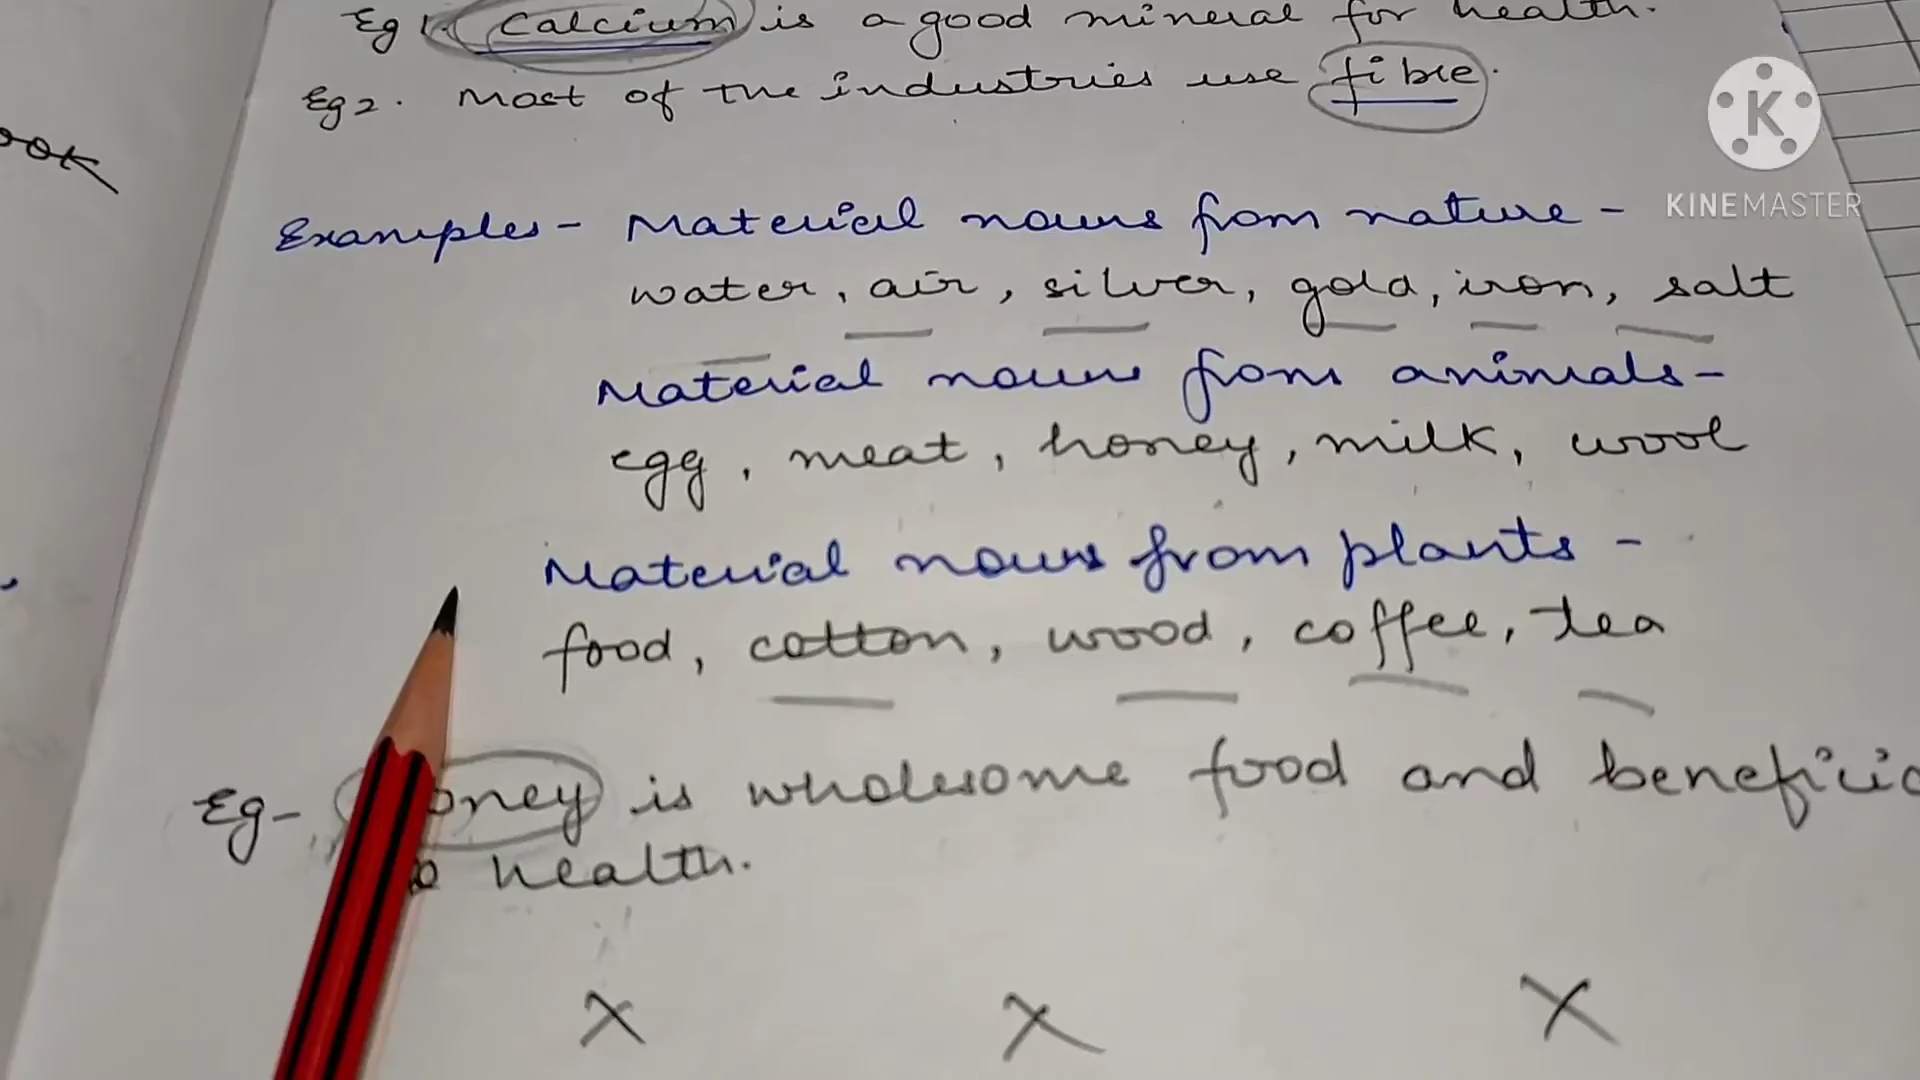 Eg 1. Calcium is a good mineral for health.
Eg 2. Most of the industries use fibre.
OOK
K
KINEMASTER
Examples - Material nouns from nature -
water, air, silver, gold, iron, salt
Material nouns from animals -
egg, meat, honey, milk, wool
Material nouns from plants -
food, cotton, wood, coffee, tea
Eg - oney is wholesome food and benefici
o health.
X X X